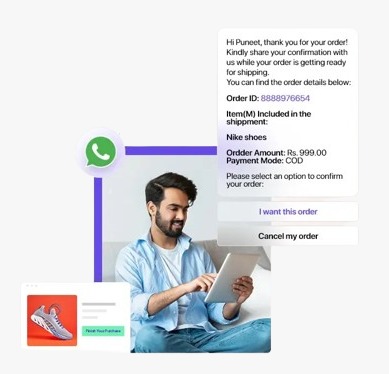 Hi Puneet, thank you for your order!
Kindly share your confirmation with
us while your order is getting ready
for shipping.
You can find the order details below:
Order ID: 8888976654
Item(M) Included in the
shippment:
Nike shoes
Ordder Amount: Rs. 999.00
Payment Mode: COD
Please select an option to confirm
your order:
I want this order
Cancel my order
Finish Your Purchase